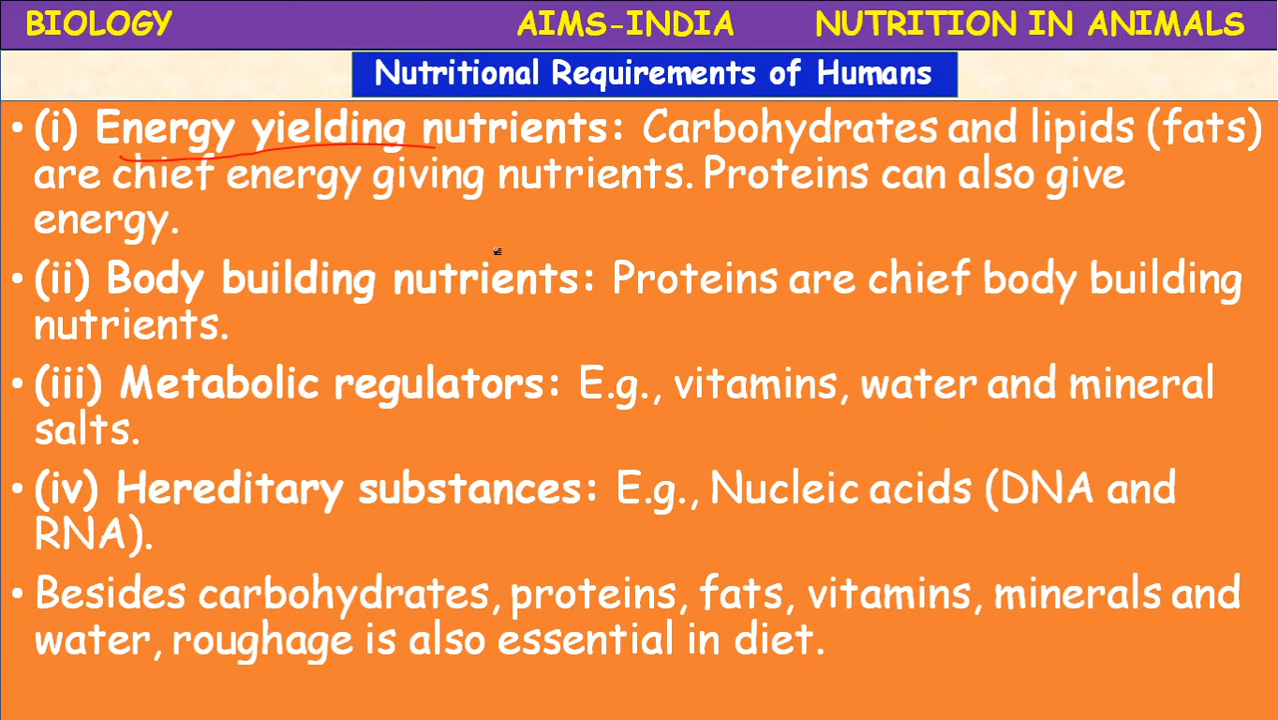 BIOLOGY AIMS-INDIA NUTRITION IN ANIMALS
Nutritional Requirements of Humans
• (i) Energy yielding nutrients: Carbohydrates and lipids (fats)
are chief energy giving nutrients. Proteins can also give
energy.
• (ii) Body building nutrients: Proteins are chief body building
nutrients.
• (iii) Metabolic regulators: E.g., vitamins, water and mineral
salts.
• (iv) Hereditary substances: E.g., Nucleic acids (DNA and
RNA).
• Besides carbohydrates, proteins, fats, vitamins, minerals and
water, roughage is also essential in diet.